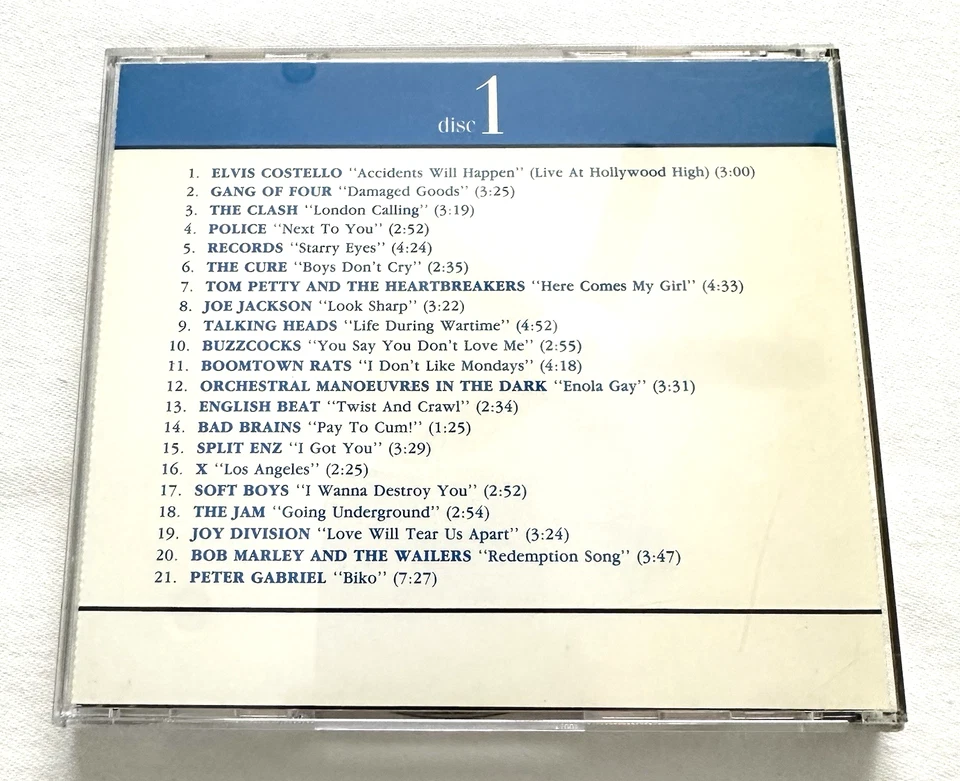 disc 1
1. ELVIS COSTELLO "Accidents Will Happen" (Live At Hollywood High) (3:00)
2. GANG OF FOUR "Damaged Goods" (3:25)
3. THE CLASH "London Calling" (3:19)
4. POLICE "Next To You" (2:52)
5. RECORDS "Starry Eyes" (4:24)
6. THE CURE "Boys Don't Cry" (2:35)
7. TOM PETTY AND THE HEARTBREAKERS "Here Comes My Girl" (4:33)
8. JOE JACKSON "Look Sharp" (3:22)
9. TALKING HEADS "Life During Wartime" (4:52)
10. BUZZCOCKS "You Say You Don't Love Me" (2:55)
11. BOOMTOWN RATS "I Don't Like Mondays" (4:18)
12. ORCHESTRAL MANOEUVRES IN THE DARK "Enola Gay" (3:31)
13. ENGLISH BEAT "Twist And Crawl" (2:34)
14. BAD BRAINS "Pay To Cum!" (1:25)
15. SPLIT ENZ "I Got You" (3:29)
16. X "Los Angeles" (2:25)
17. SOFT BOYS "I Wanna Destroy You" (2:52)
18. THE JAM "Going Underground" (2:54)
19. JOY DIVISION "Love Will Tear Us Apart" (3:24)
20. BOB MARLEY AND THE WAILERS "Redemption Song" (3:47)
21. PETER GABRIEL "Biko" (7:27)